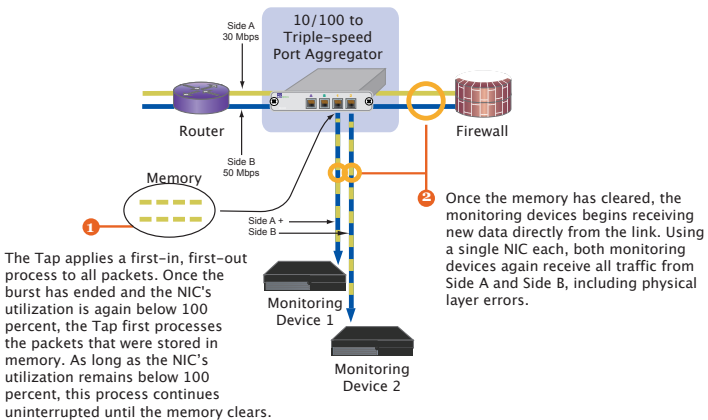 Side A
30 Mbps
10/100 to
Triple-speed
Port Aggregator
Router
Firewall
Side B
50 Mbps
Memory
1
Side A +
Side B
2
Once the memory has cleared, the
monitoring devices begins receiving
new data directly from the link. Using
a single NIC each, both monitoring
devices again receive all traffic from
Side A and Side B, including physical
layer errors.
The Tap applies a first-in, first-out
process to all packets. Once the
burst has ended and the NIC's
utilization is again below 100
percent, the Tap first processes
the packets that were stored in
memory. As long as the NIC's
utilization remains below 100
percent, this process continues
uninterrupted until the memory clears.
Monitoring
Device 1
Monitoring
Device 2